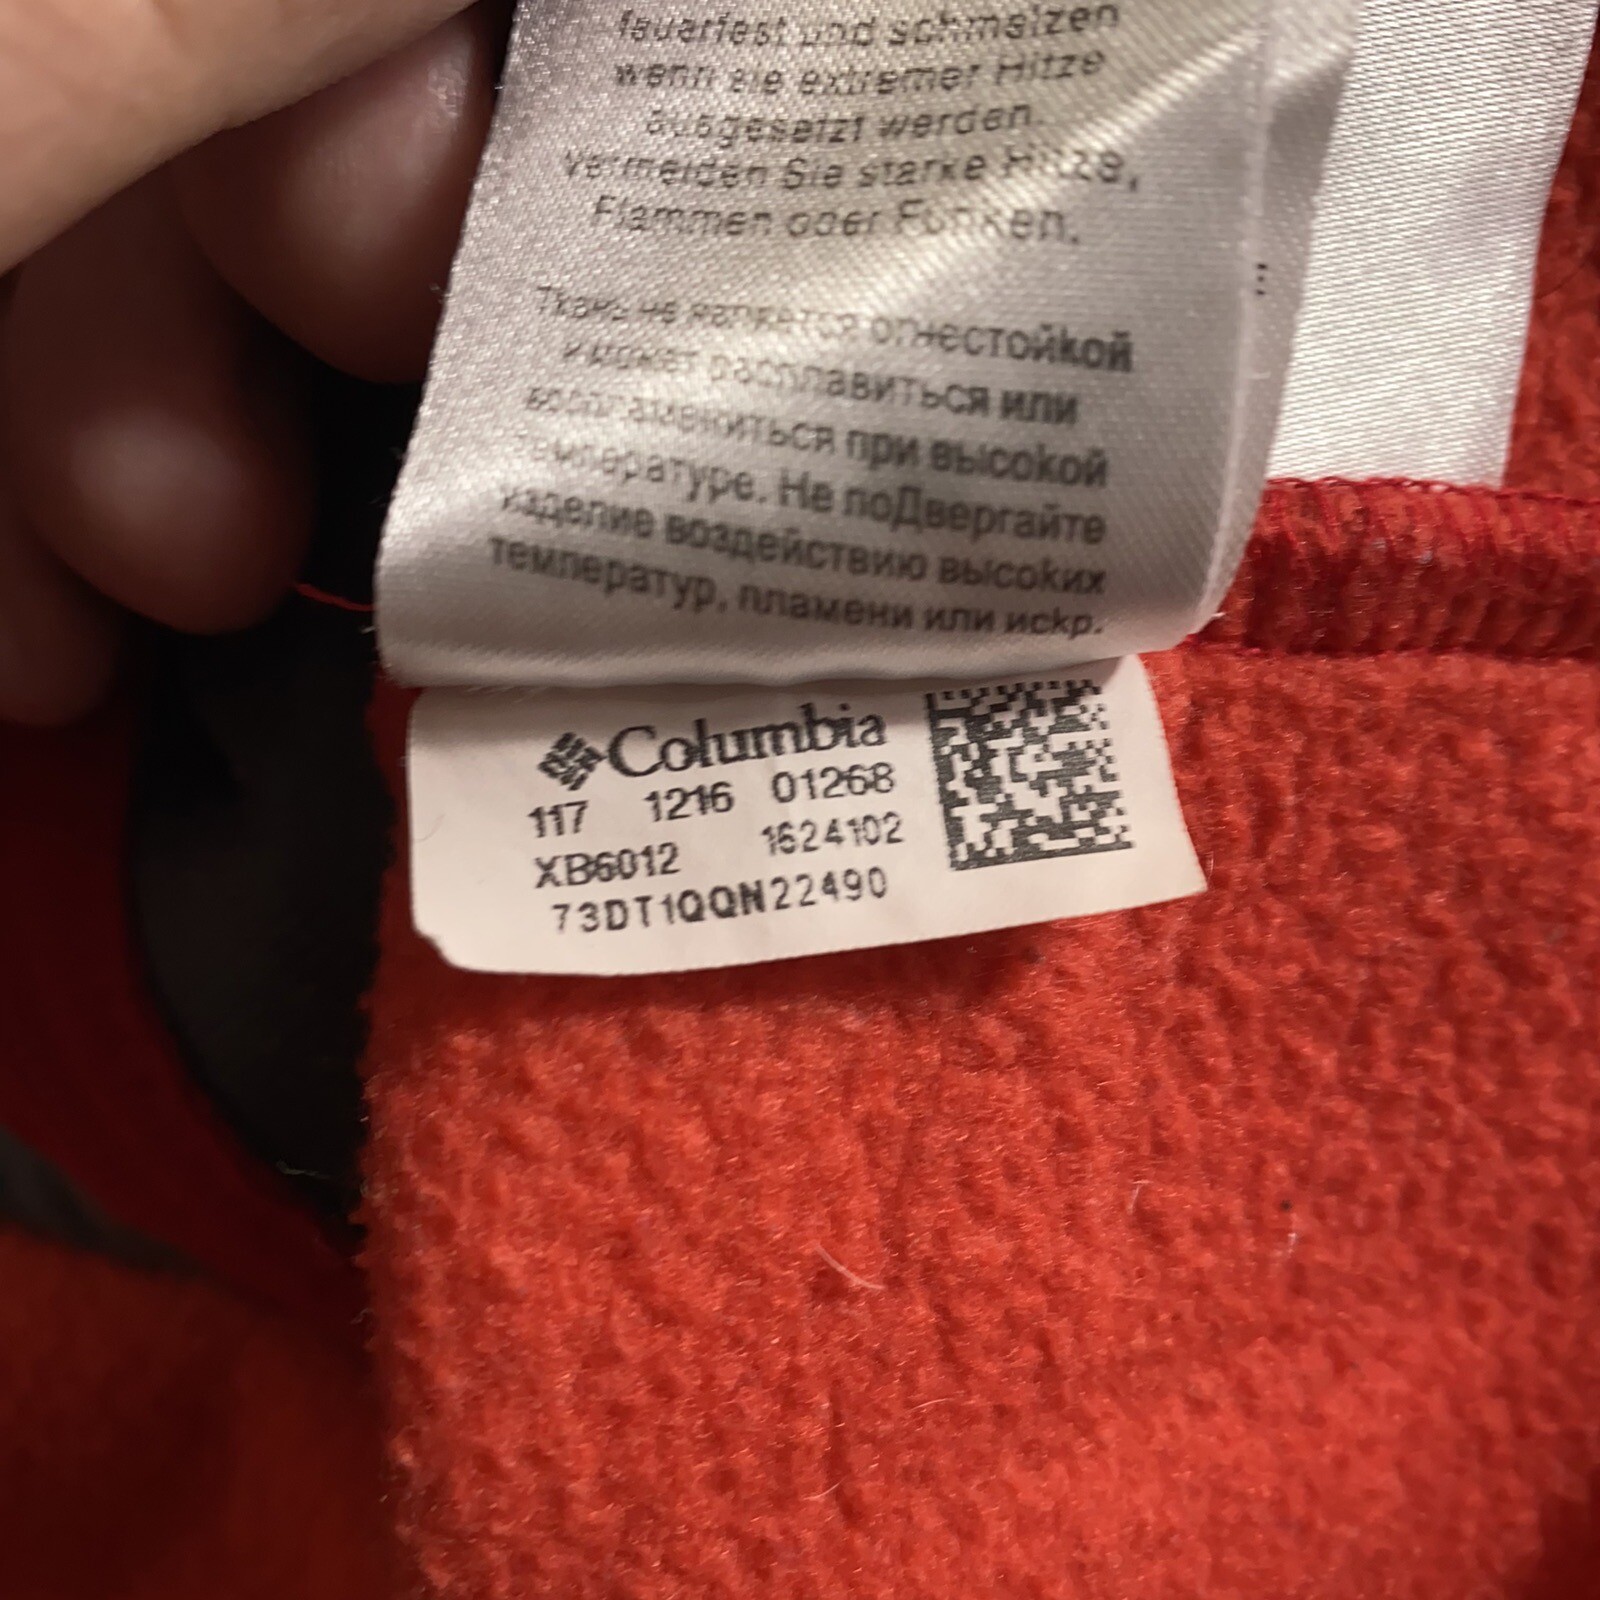 feuerfest und schmelzen
wenn sie extremer Hitze
ausgesetzt werden.
Vermeiden Sie starke Hitze,
Flammen oder Funken.
Ткань не является огнестойкой
и может расплавиться или
воспламениться при высокой
температуре. Не подвергайте
изделие воздействию высоких
температур, пламени или искр.
Columbia
117 1216 01268
XB6012 1624102
73DT1QQN22490